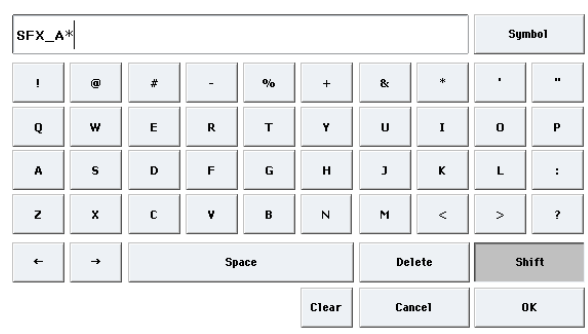 SFX_A* Symbol
! @ # - % + & * ' "
Q W E R T Y U I O P
A S D F G H J K L :
Z X C V B N M < > ?
← → Space Delete Shift
Clear Cancel OK